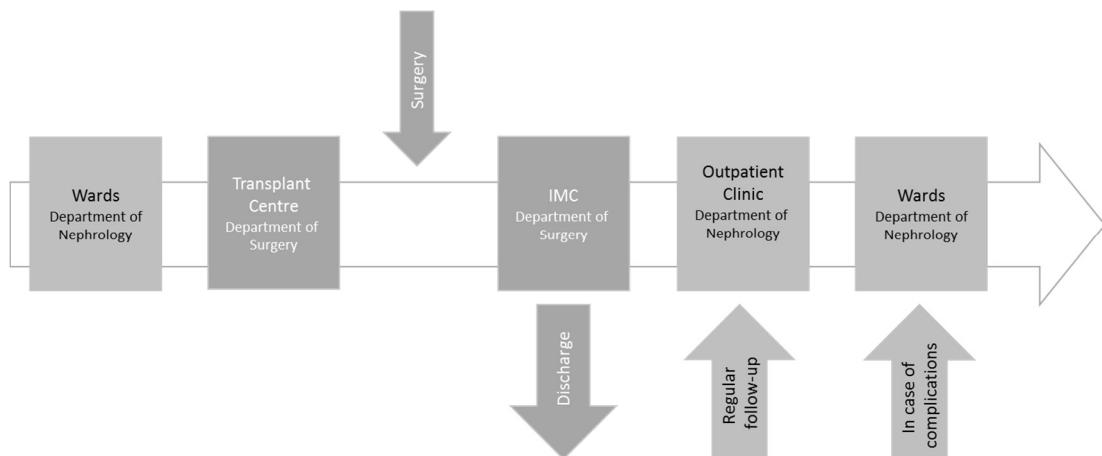 Surgery
Wards
Department of
Nephrology
Transplant
Centre
Department of
Surgery
IMC
Department of
Surgery
Outpatient
Clinic
Department of
Nephrology
Wards
Department of
Nephrology
Discharge
Regular
follow-up
In case of
complications